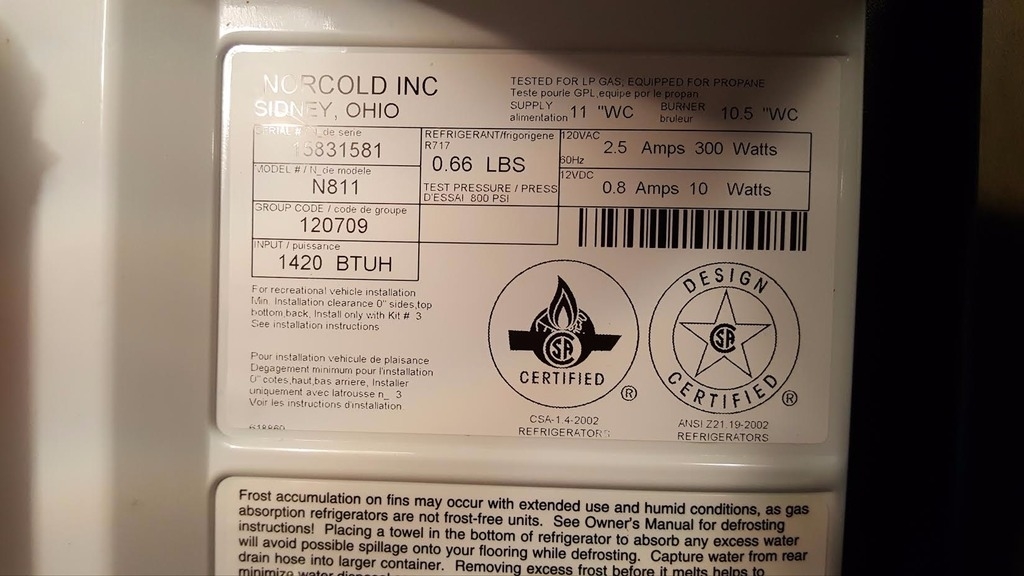 NORCOLD INC
SIDNEY, OHIO
TESTED FOR LP GAS, EQUIPPED FOR PROPANE
Teste pourle GPL,equipe por le propan
SUPPLY 11 "WC BURNER 10.5 "WC
alimentation bruleur
SERIAL # / N_de serie
15831581
MODEL # / N_de modele
N811
GROUP CODE / code de groupe
120709
INPUT / puissance
1420 BTUH
REFRIGERANT/frigorigene
R717
0.66 LBS
TEST PRESSURE / PRESS
D'ESSAI 800 PSI
120VAC
60Hz
2.5 Amps 300 Watts
12VDC
0.8 Amps 10 Watts
For recreational vehicle installation
Min. Installation clearance 0" sides,top
bottom,back, Install only with Kit # 3
See installation instructions
Pour installation vehicule de plaisance
Degagement minimum pour l'installation
0" cotes,haut,bas arriere, Installer
uniquement avec latrousse n_ 3
Voir les instructions d'installation
618860
CERTIFIED
®
CSA-1.4-2002
REFRIGERATORS
DESIGN
CERTIFIED
®
ANSI Z21.19-2002
REFRIGERATORS
Frost accumulation on fins may occur with extended use and humid conditions, as gas
absorption refrigerators are not frost-free units. See Owner's Manual for defrosting
instructions! Placing a towel in the bottom of refrigerator to absorb any excess water
will avoid possible spillage onto your flooring while defrosting. Capture water from rear
drain hose into larger container. Removing excess frost before it melts helps to
minimize water